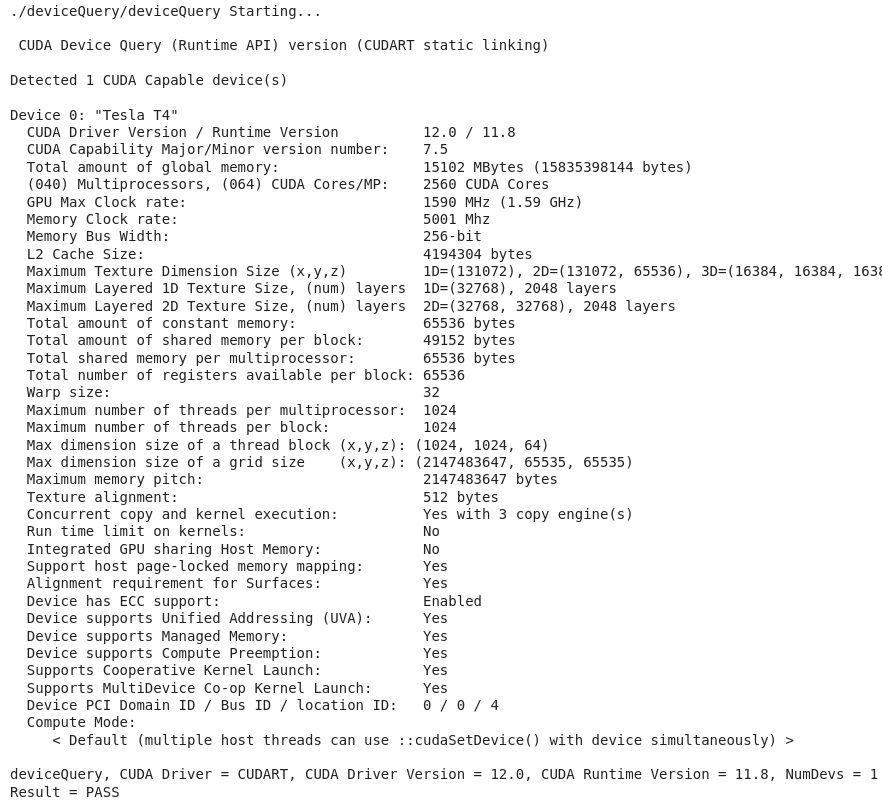 ./deviceQuery/deviceQuery Starting...

 CUDA Device Query (Runtime API) version (CUDART static linking)

Detected 1 CUDA Capable device(s)

Device 0: "Tesla T4"
  CUDA Driver Version / Runtime Version          12.0 / 11.8
  CUDA Capability Major/Minor version number:    7.5
  Total amount of global memory:                 15102 MBytes (15835398144 bytes)
  (040) Multiprocessors, (064) CUDA Cores/MP:    2560 CUDA Cores
  GPU Max Clock rate:                            1590 MHz (1.59 GHz)
  Memory Clock rate:                             5001 Mhz
  Memory Bus Width:                              256-bit
  L2 Cache Size:                                 4194304 bytes
  Maximum Texture Dimension Size (x,y,z)         1D=(131072), 2D=(131072, 65536), 3D=(16384, 16384,
  Maximum Layered 1D Texture Size, (num) layers  1D=(32768), 2048 layers
  Maximum Layered 2D Texture Size, (num) layers  2D=(32768, 32768), 2048 layers
  Total amount of constant memory:               65536 bytes
  Total amount of shared memory per block:       49152 bytes
  Total shared memory per multiprocessor:        65536 bytes
  Total number of registers available per block: 65536
  Warp size:                                     32
  Maximum number of threads per multiprocessor:  1024
  Maximum number of threads per block:           1024
  Max dimension size of a thread block (x,y,z): (1024, 1024, 64)
  Max dimension size of a grid size    (x,y,z): (2147483647, 65535, 65535)
  Maximum memory pitch:                          2147483647 bytes
  Texture alignment:                             512 bytes
  Concurrent copy and kernel execution:          Yes with 3 copy engine(s)
  Run time limit on kernels:                     No
  Integrated GPU sharing Host Memory:            No
  Support host page-locked memory mapping:       Yes
  Alignment requirement for Surfaces:            Yes
  Device has ECC support:                        Enabled
  Device supports Unified Addressing (UVA):      Yes
  Device supports Managed Memory:                Yes
  Device supports Compute Preemption:            Yes
  Supports Cooperative Kernel Launch:            Yes
  Supports MultiDevice Co-op Kernel Launch:      Yes
  Device PCI Domain ID / Bus ID / location ID:   0 / 0 / 4
  Compute Mode:
     < Default (multiple host threads can use ::cudaSetDevice() with device simultaneously) >

deviceQuery, CUDA Driver = CUDART, CUDA Driver Version = 12.0, CUDA Runtime Version = 11.8, NumDevs = 1
Result = PASS